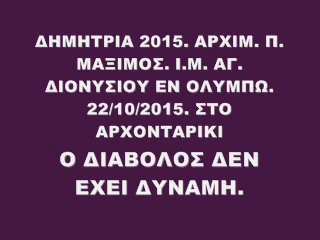 ΔΗΜΗΤΡΙΑ 2015. ΑΡΧΙΜ. Π.
ΜΑΞΙΜΟΣ. Ι.Μ. ΑΓ.
ΔΙΟΝΥΣΙΟΥ ΕΝ ΟΛΥΜΠΩ.
22/10/2015. ΣΤΟ
ΑΡΧΟΝΤΑΡΙΚΙ
Ο ΔΙΑΒΟΛΟΣ ΔΕΝ
ΕΧΕΙ ΔΥΝΑΜΗ.